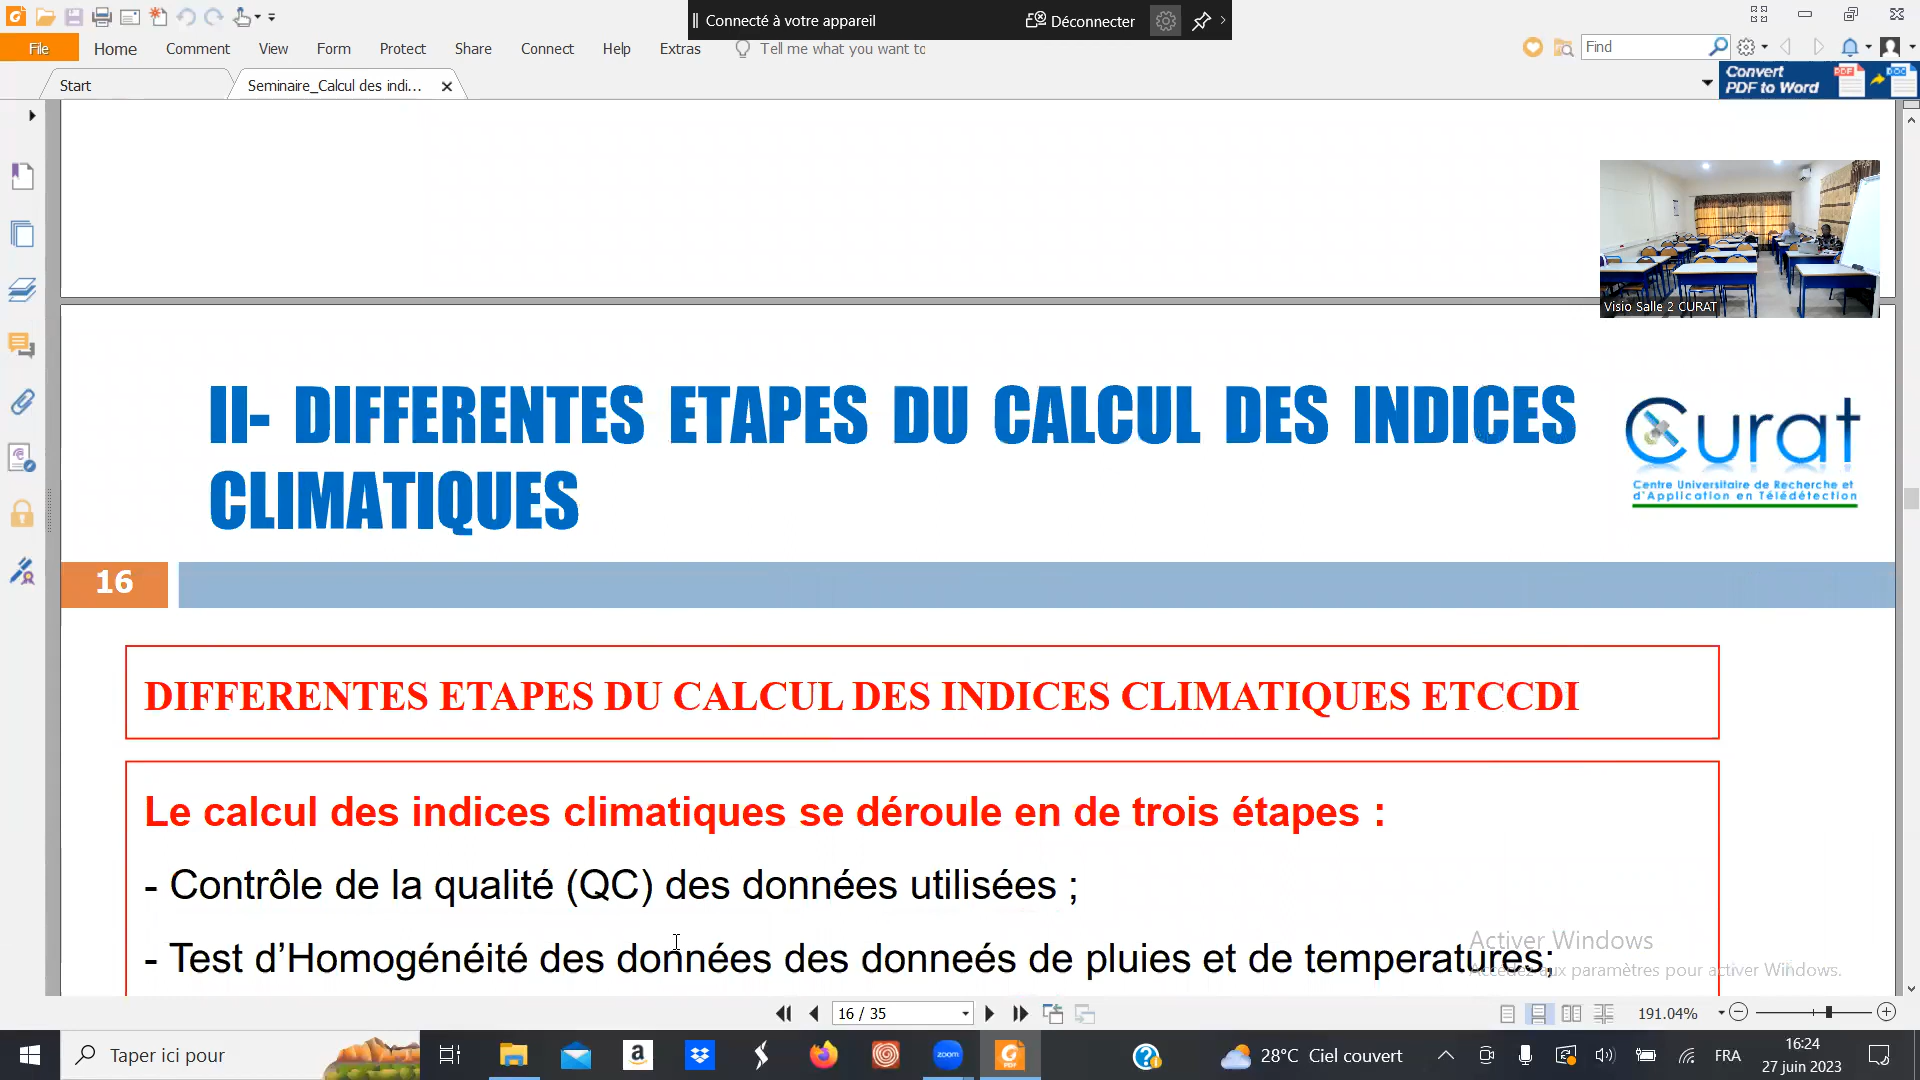 Connecté à votre appareil
Déconnecter
File
Home
Comment
View
Form
Protect
Share
Connect
Help
Extras
Tell me what you want to
Find
Start
Seminaire_Calcul des indi...
Convert
PDF to Word
PDF
DOC
Visio Salle 2 CURAT
II- DIFFERENTES ETAPES DU CALCUL DES INDICES
CLIMATIQUES
Curat
Centre Universitaire de Recherche et
d'Application en Télédétection
16
DIFFERENTES ETAPES DU CALCUL DES INDICES CLIMATIQUES ETCCDI
Le calcul des indices climatiques se déroule en de trois étapes :
- Contrôle de la qualité (QC) des données utilisées ;
- Test d’Homogénéité des données des donneés de pluies et de temperatures;
Activer Windows
Accédez aux paramètres pour activer Windows.
16 / 35
191.04%
Taper ici pour
zoom
PDF
28°C Ciel couvert
FRA
16:24
27 juin 2023